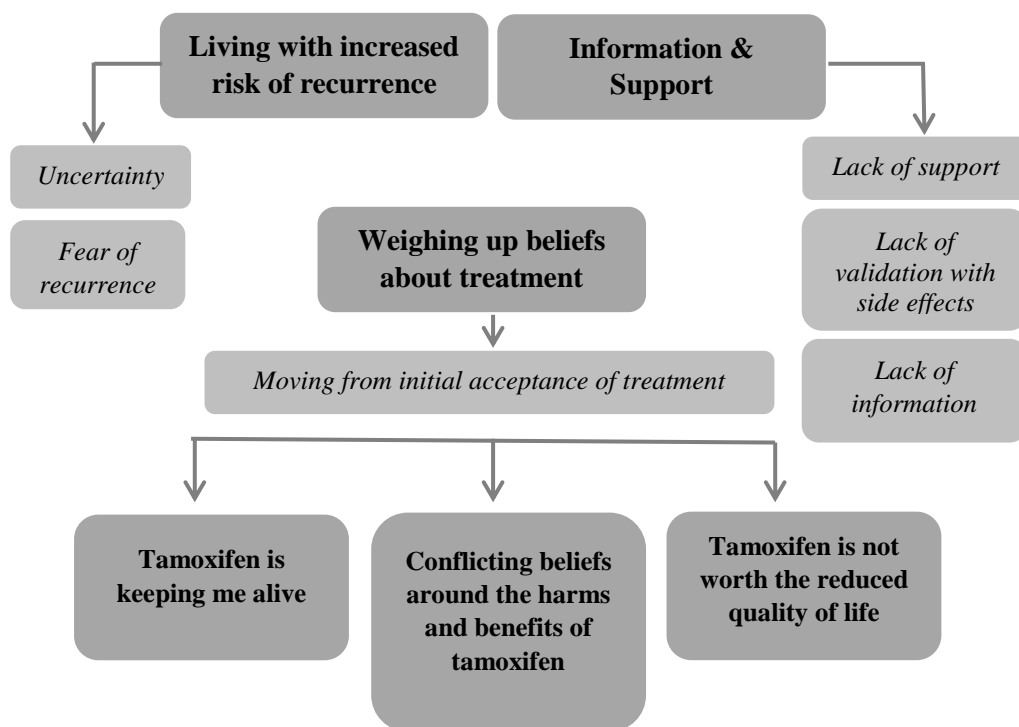 Living with increased
risk of recurrence
Information &
Support
Uncertainty
Fear of
recurrence
Lack of support
Lack of
validation with
side effects
Lack of
information
Weighing up beliefs
about treatment
Moving from initial acceptance of treatment
Tamoxifen is
keeping me alive
Conflicting beliefs
around the harms
and benefits of
tamoxifen
Tamoxifen is not
worth the reduced
quality of life